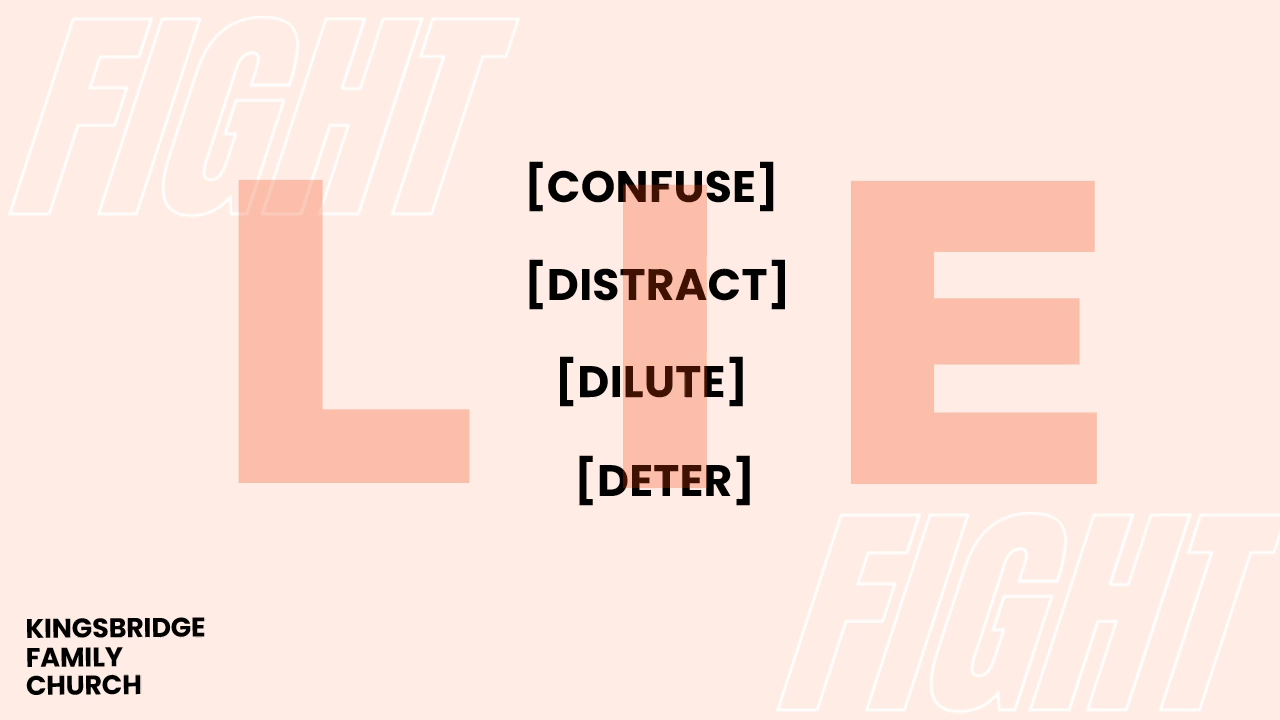 FIGHT
[CONFUSE]
[DISTRACT]
LIE
[DILUTE]
[DETER]
FIGHT
KINGSBRIDGE
FAMILY
CHURCH